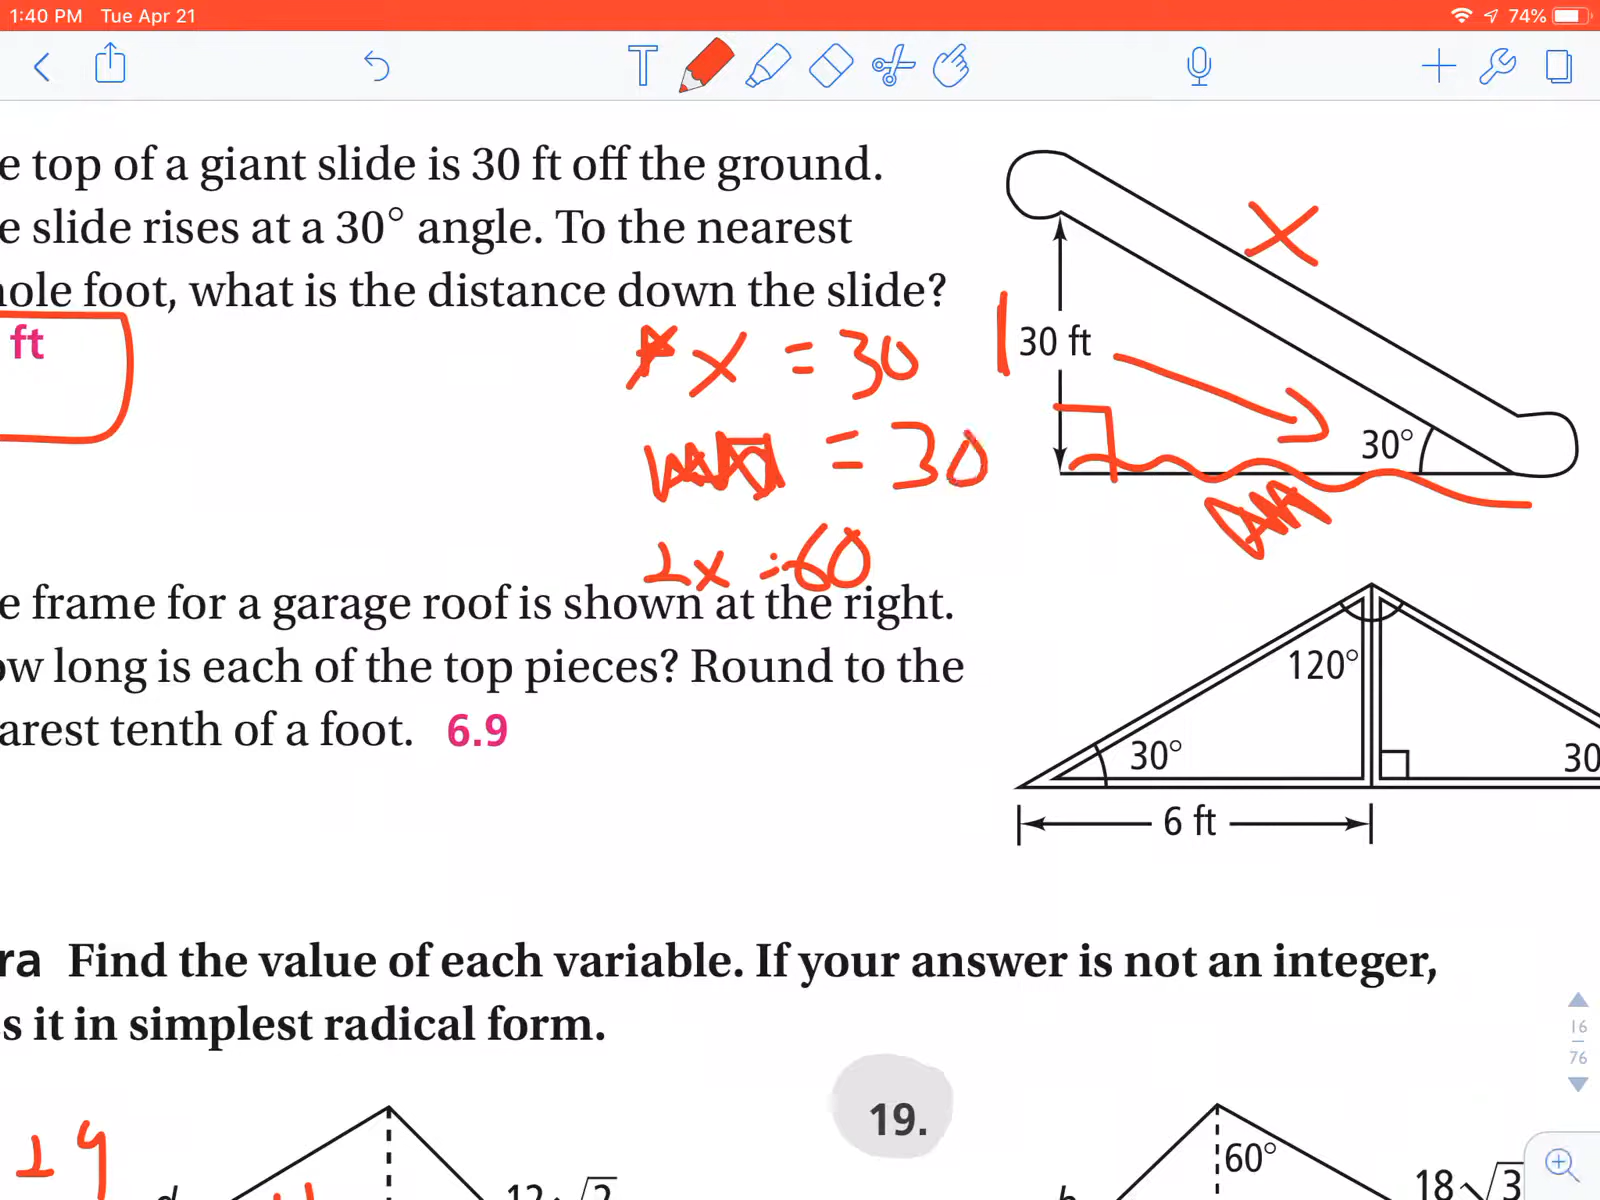 1:40 PM Tue Apr 21
74%
T
e top of a giant slide is 30 ft off the ground.
e slide rises at a 30° angle. To the nearest
hole foot, what is the distance down the slide?
ft
x
x = 30
= 30
2x = 60
30 ft
30°
e frame for a garage roof is shown at the right.
ow long is each of the top pieces? Round to the
arest tenth of a foot. 6.9
120°
30°
30
6 ft
ra Find the value of each variable. If your answer is not an integer,
s it in simplest radical form.
16
76
19.
60°
12√2
18√3